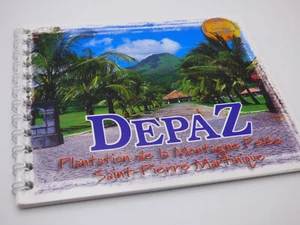 DEPAZ
Plantation de la Montagne Pelée
Saint-Pierre Martinique